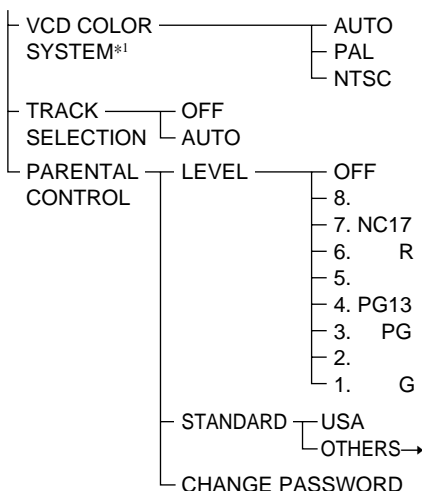 VCD COLOR AUTO
SYSTEM*1 PAL
NTSC
TRACK OFF
SELECTION AUTO
PARENTAL LEVEL OFF
CONTROL 8.
7. NC17
6. R
5.
4. PG13
3. PG
2.
1. G
STANDARD USA
OTHERS→
CHANGE PASSWORD